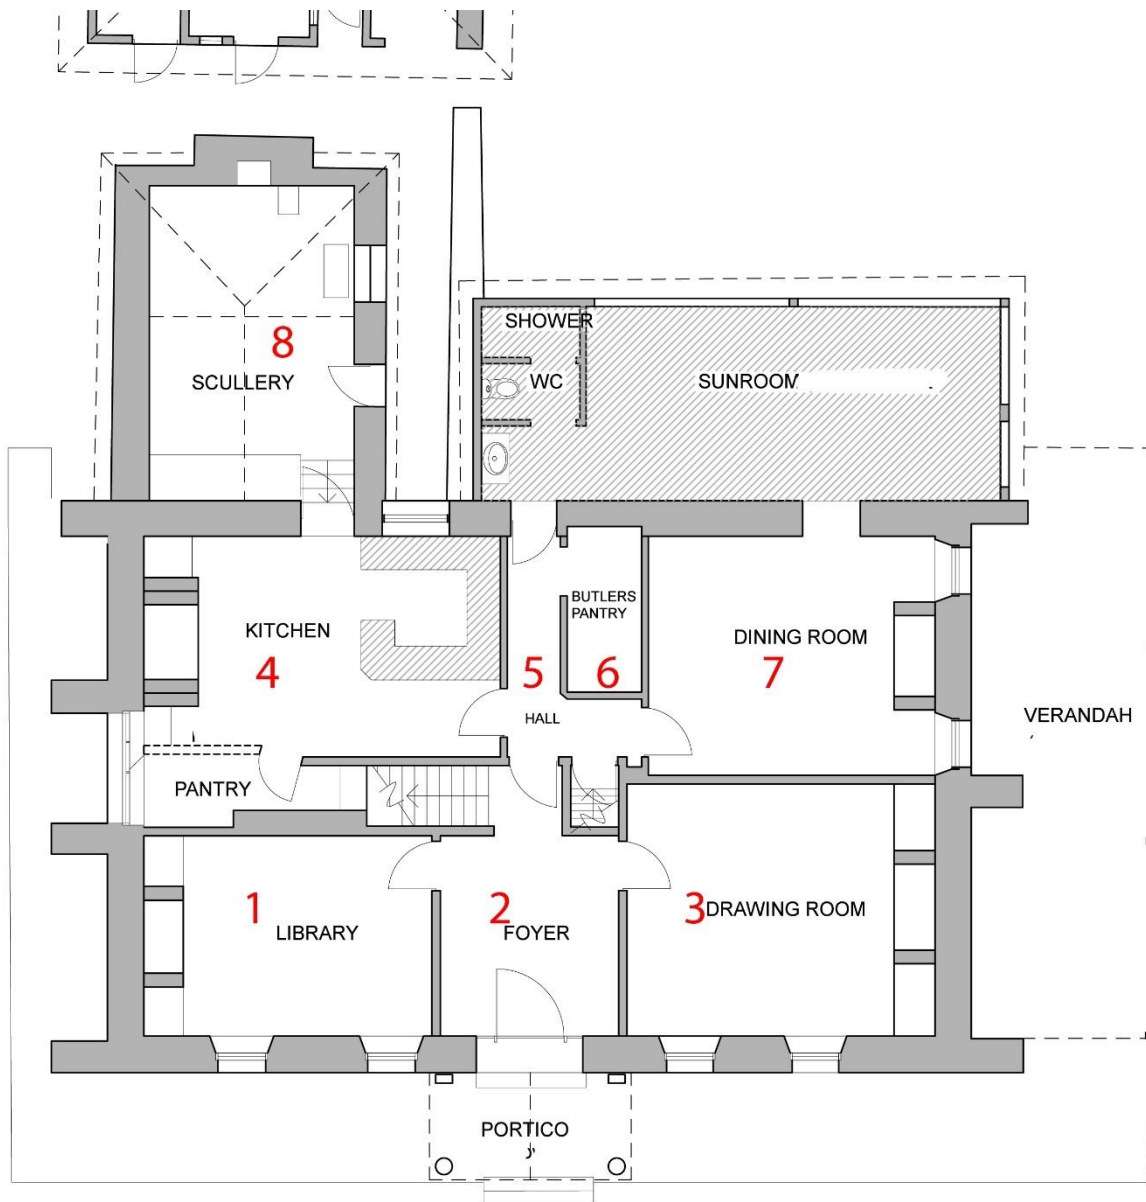 SHOWER
8
SCULLERY
WC
SUNROOM
KITCHEN
4
BUTLERS
PANTRY
5
6
HALL
DINING ROOM
7
VERANDAH
PANTRY
1
LIBRARY
2
FOYER
3
DRAWING ROOM
PORTICO